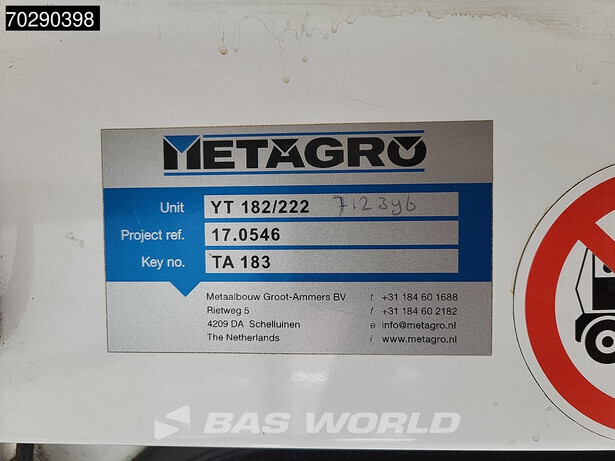 70290398
METAGRO
Unit YT 182/222 712396
Project ref. 17.0546
Key no. TA 183
Metaalbouw Groot-Ammers BV t +31 184 60 1688
Rietweg 5 f +31 184 60 2182
4209 DA Schelluinen e info@metagro.nl
The Netherlands i www.metagro.nl
BAS WORLD